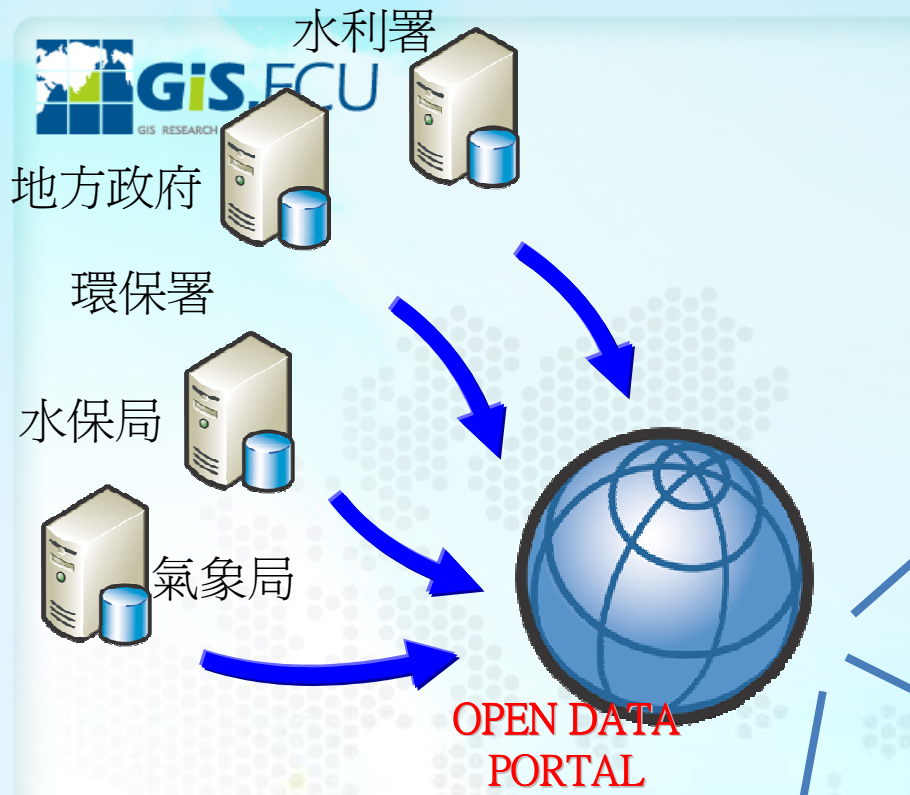 水利署
GIS.FCU
GIS RESEARCH
地方政府
環保署
水保局
氣象局
OPEN DATA
PORTAL